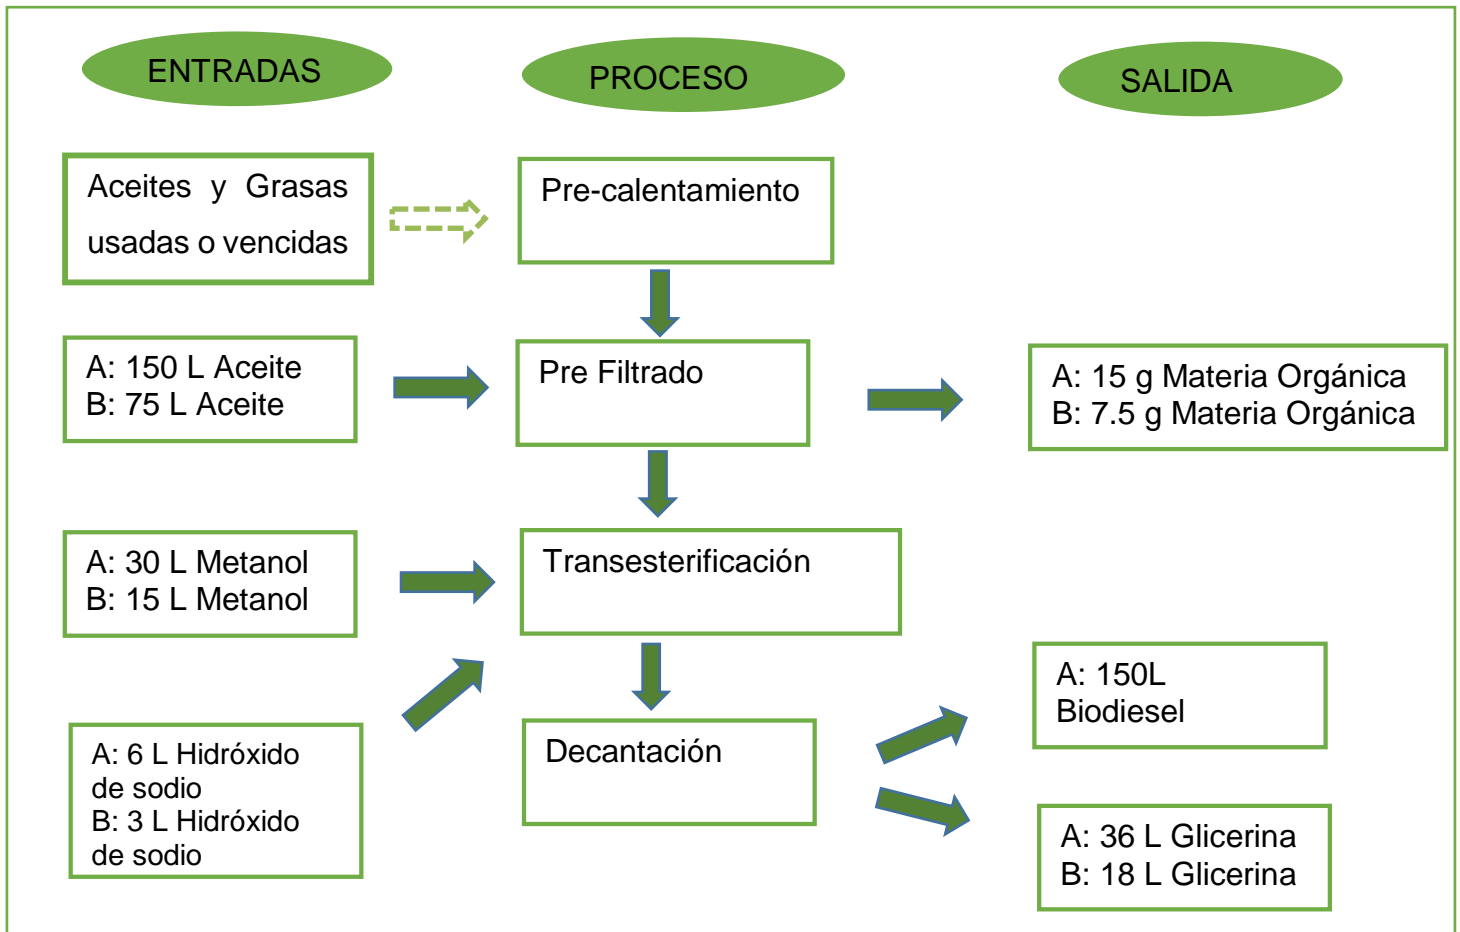 ENTRADAS
PROCESO
SALIDA
Aceites y Grasas
usadas o vencidas
Pre-calentamiento
A: 150 L Aceite
B: 75 L Aceite
Pre Filtrado
A: 15 g Materia Orgánica
B: 7.5 g Materia Orgánica
A: 30 L Metanol
B: 15 L Metanol
Transesterificación
A: 6 L Hidróxido
de sodio
B: 3 L Hidróxido
de sodio
Decantación
A: 150L
Biodiesel
A: 36 L Glicerina
B: 18 L Glicerina